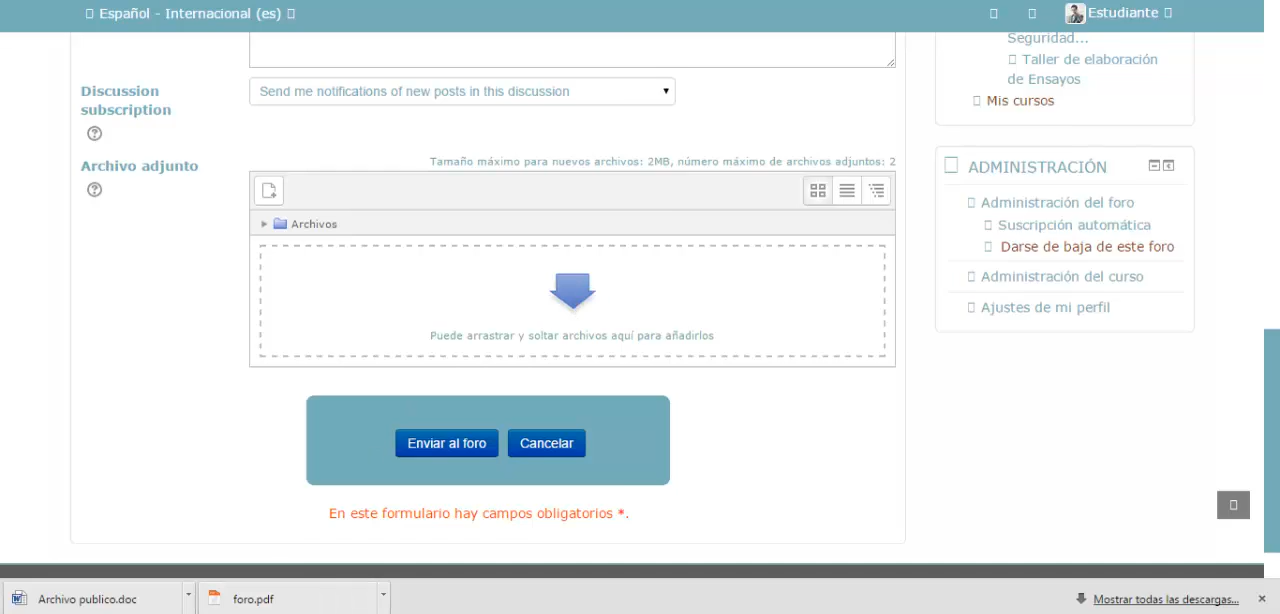 Español - Internacional (es)
Estudiante
Seguridad...
Taller de elaboración
de Ensayos
Mis cursos
Discussion
subscription
Send me notifications of new posts in this discussion
Archivo adjunto
Tamaño máximo para nuevos archivos: 2MB, número máximo de archivos adjuntos: 2
Archivos
Puede arrastrar y soltar archivos aquí para añadirlos
ADMINISTRACIÓN
Administración del foro
Suscripción automática
Darse de baja de este foro
Administración del curso
Ajustes de mi perfil
Enviar al foro
Cancelar
En este formulario hay campos obligatorios *.
Archivo publico.doc
foro.pdf
Mostrar todas las descargas...